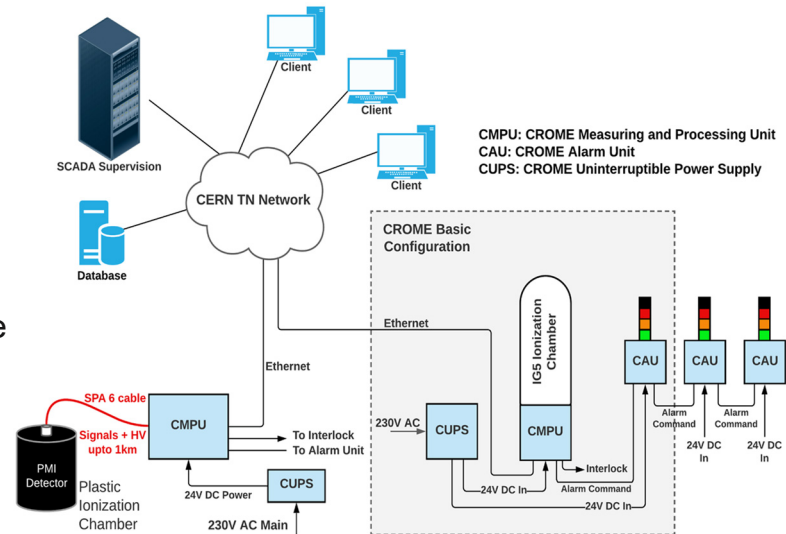 Client
Client
Client
SCADA Supervision
CERN TN Network
Database
CMPU: CROME Measuring and Processing Unit
CAU: CROME Alarm Unit
CUPS: CROME Uninterruptible Power Supply
CROME Basic
Configuration
Ethernet
Ethernet
IG5 Ionization
Chamber
CAU
CAU
CAU
230V AC
CUPS
CMPU
Interlock
Alarm Command
24V DC In
24V DC In
Alarm
Command
Alarm
Command
24V DC
In
24V DC
In
e
SPA 6 cable
Signals + HV
upto 1km
CMPU
To Interlock
To Alarm Unit
PMI
Detector
Plastic
Ionization
Chamber
24V DC Power
CUPS
230V AC Main